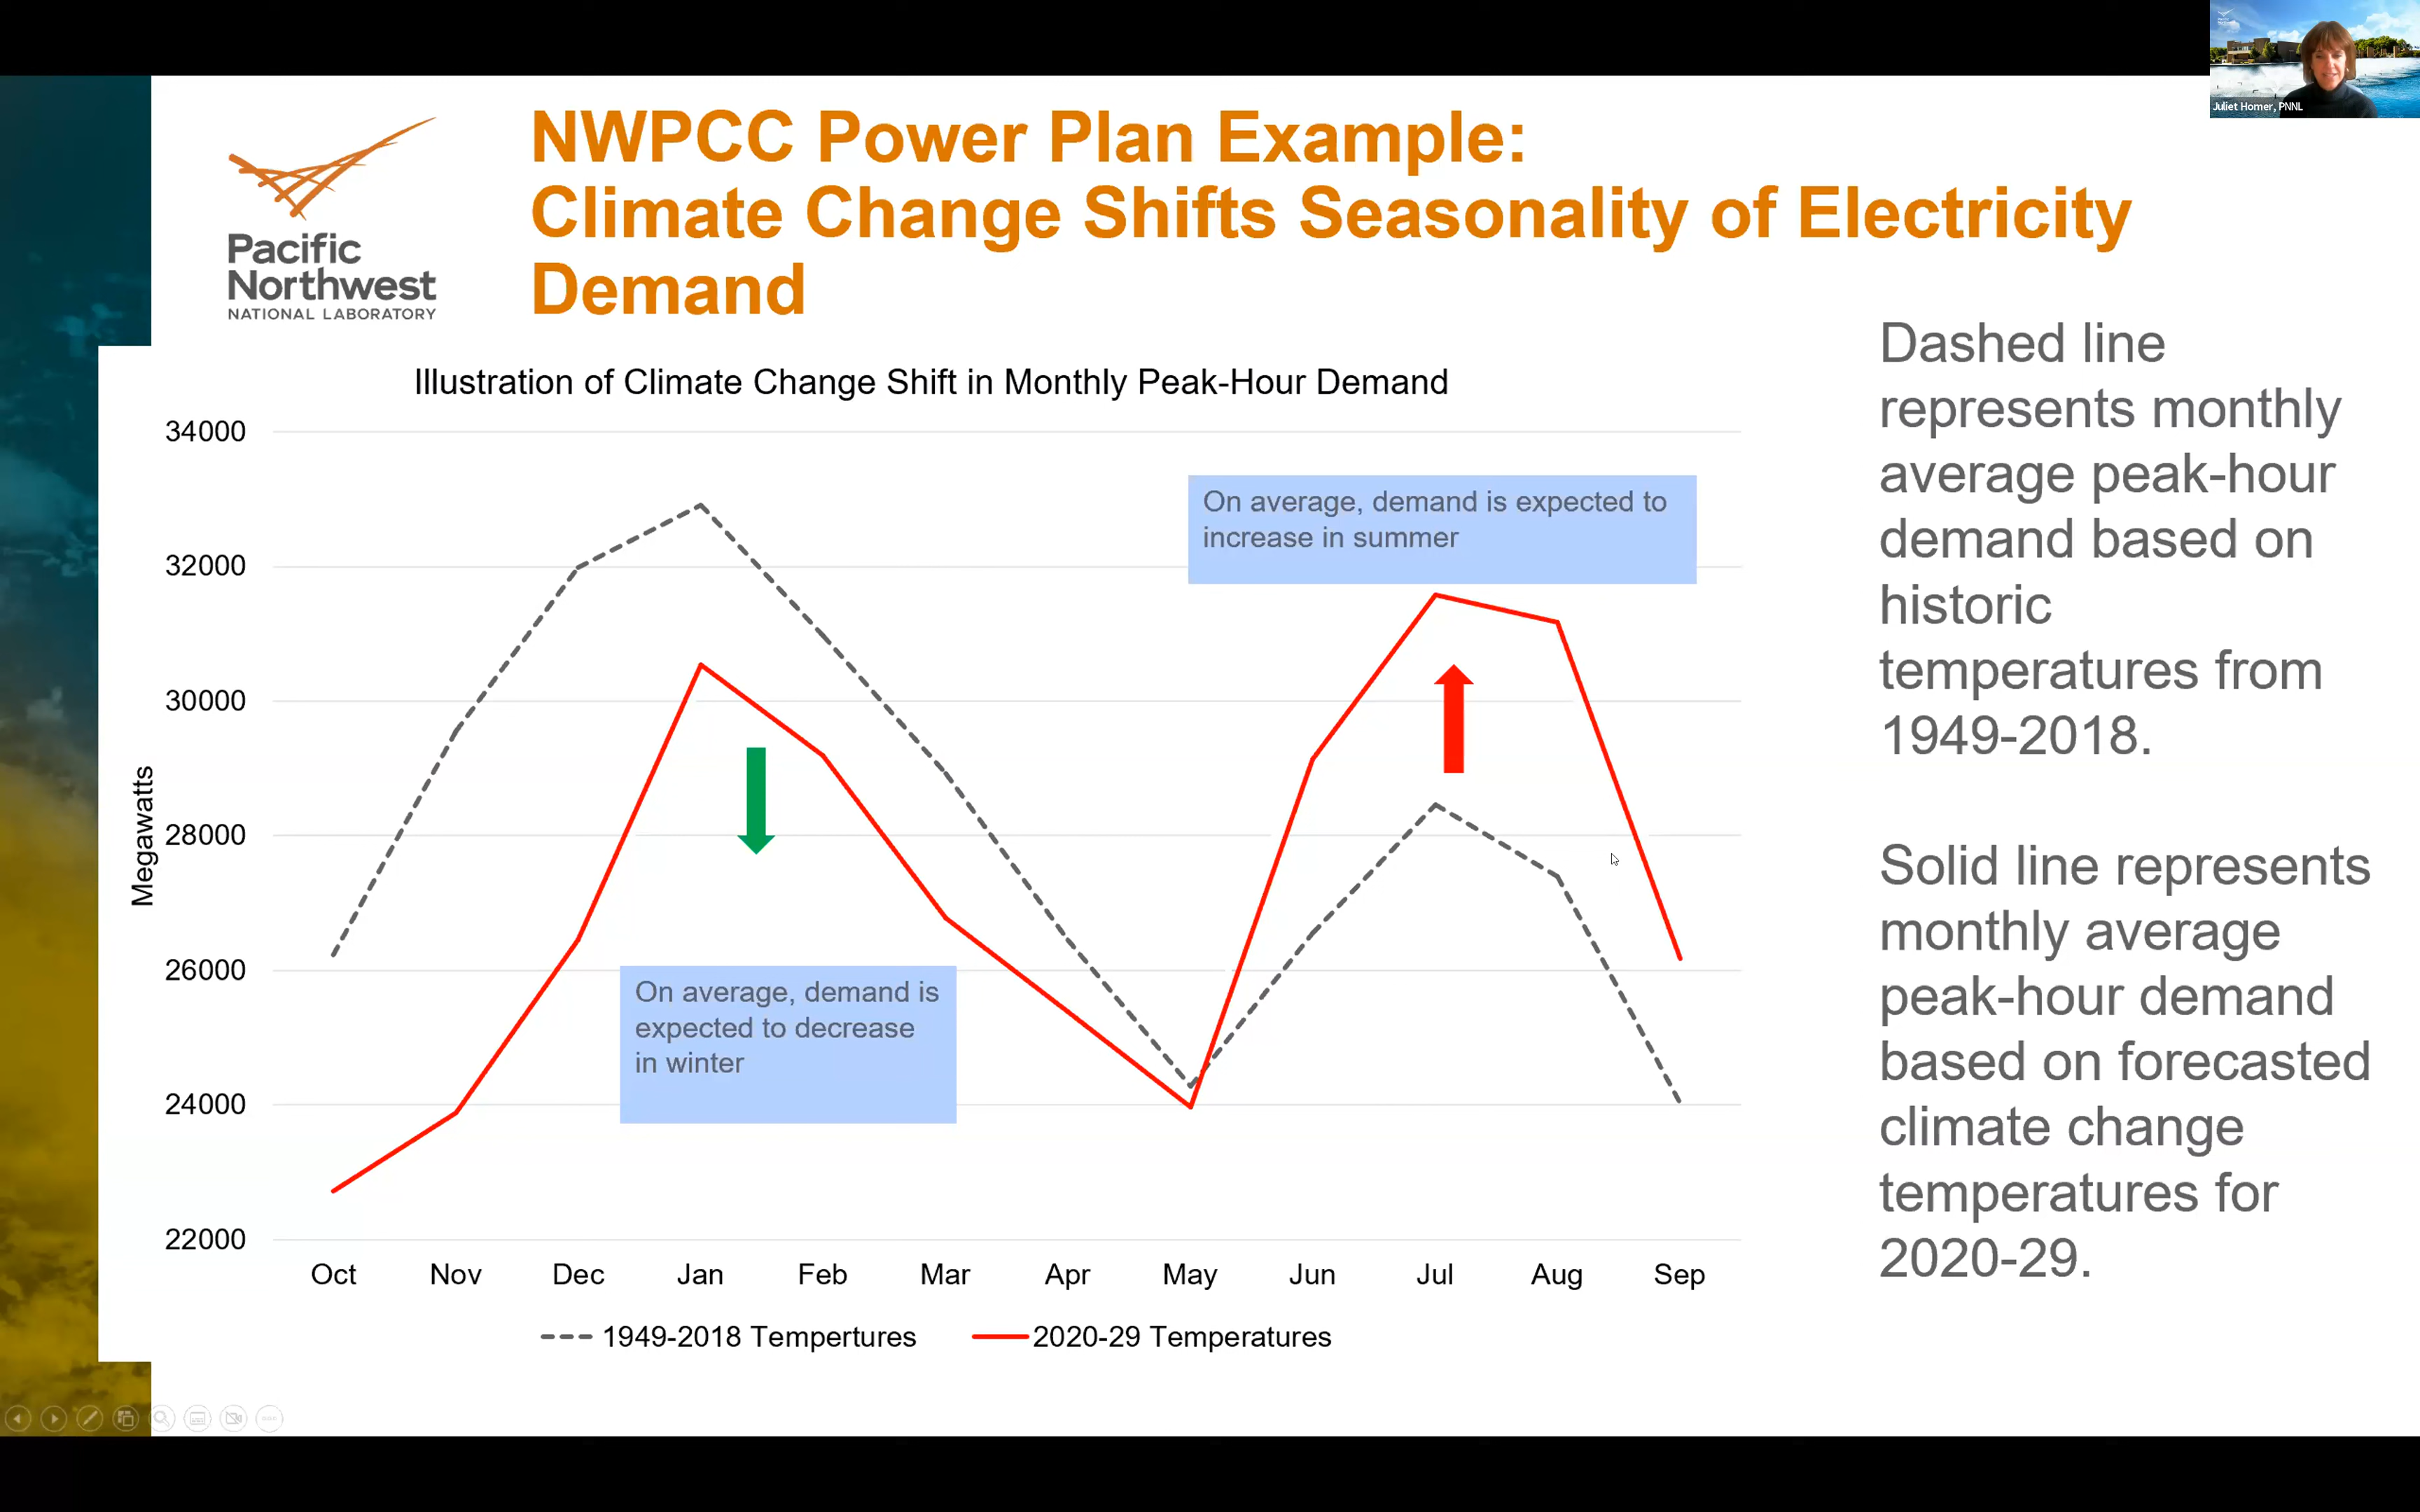 Juliet Homer, PNNL
Pacific
Northwest
NATIONAL LABORATORY
NWPCC Power Plan Example:
Climate Change Shifts Seasonality of Electricity
Demand
Illustration of Climate Change Shift in Monthly Peak-Hour Demand
Megawatts
34000
32000
30000
28000
26000
24000
22000
On average, demand is expected to
increase in summer
On average, demand is
expected to decrease
in winter
Oct Nov Dec Jan Feb Mar Apr May Jun Jul Aug Sep
1949-2018 Tempertures 2020-29 Temperatures
Dashed line
represents monthly
average peak-hour
demand based on
historic
temperatures from
1949-2018.
Solid line represents
monthly average
peak-hour demand
based on forecasted
climate change
temperatures for
2020-29.